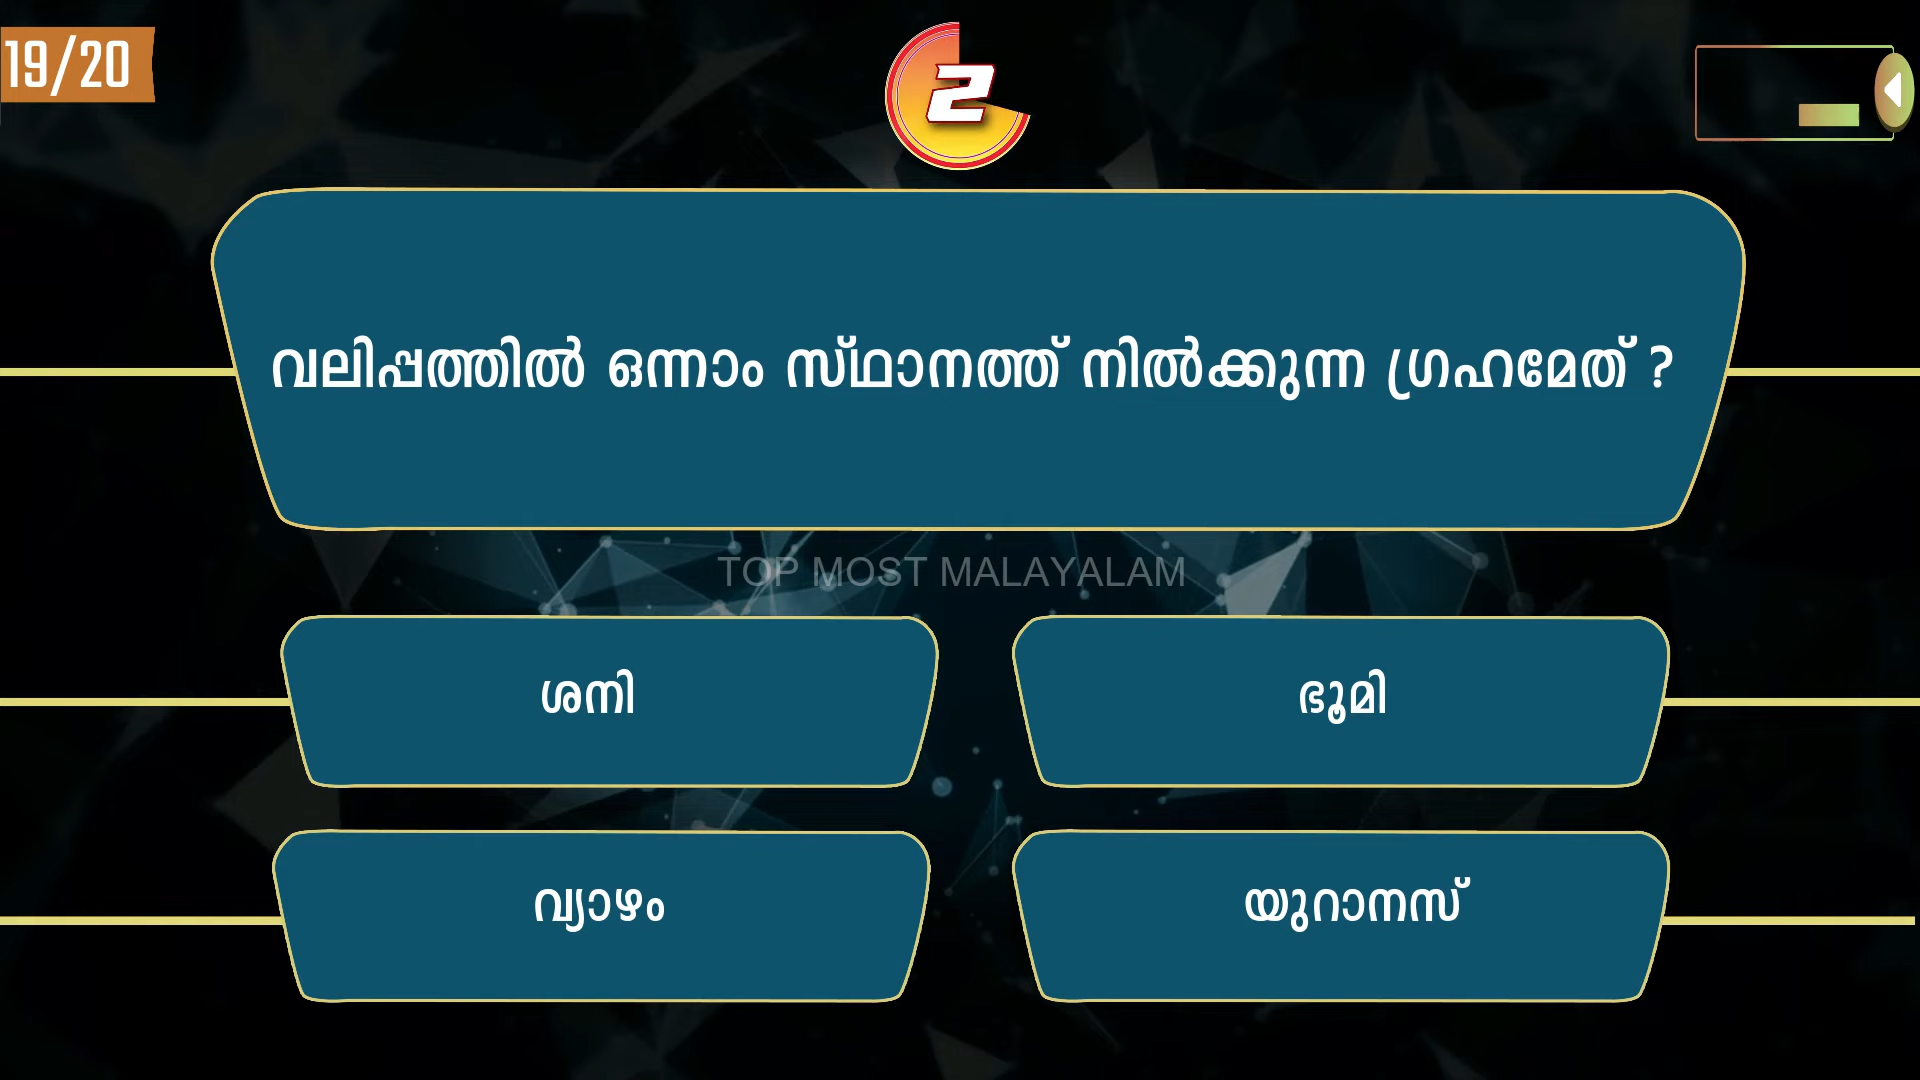 19/20
2
വലിപ്പത്തിൽ ഒന്നാം സ്ഥാനത്ത് നിൽക്കുന്ന ഗ്രഹമേത് ?
TOP MOST MALAYALAM
ശനി
ഭൂമി
വ്യാഴം
യുറാനസ്